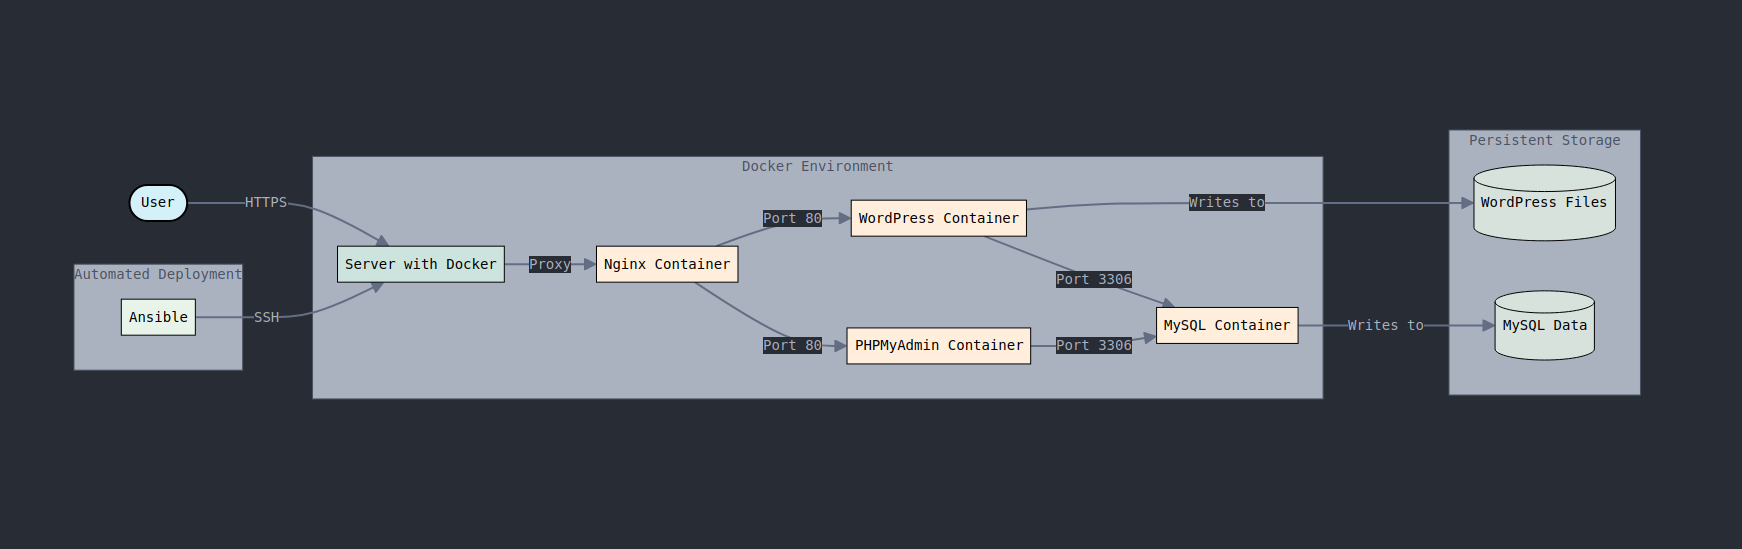 Docker Environment
Persistent Storage
User
HTTPS
Automated Deployment
Ansible
SSH
Server with Docker
Proxy
Nginx Container
Port 80
WordPress Container
Port 80
PHPMyAdmin Container
Port 3306
Port 3306
MySQL Container
Writes to
WordPress Files
Writes to
MySQL Data